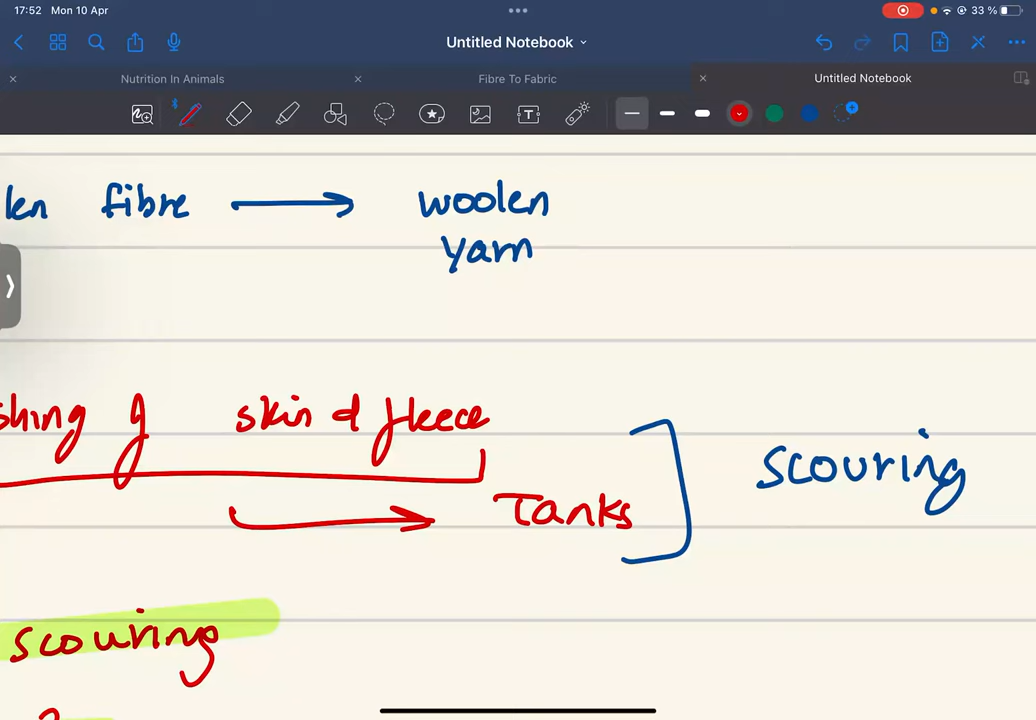 17:52 Mon 10 Apr
33 %
Untitled Notebook
Nutrition In Animals
Fibre To Fabric
Untitled Notebook
len fibre → woolen
yarn
shing of skin & fleece
→ Tanks
scouring
scouring